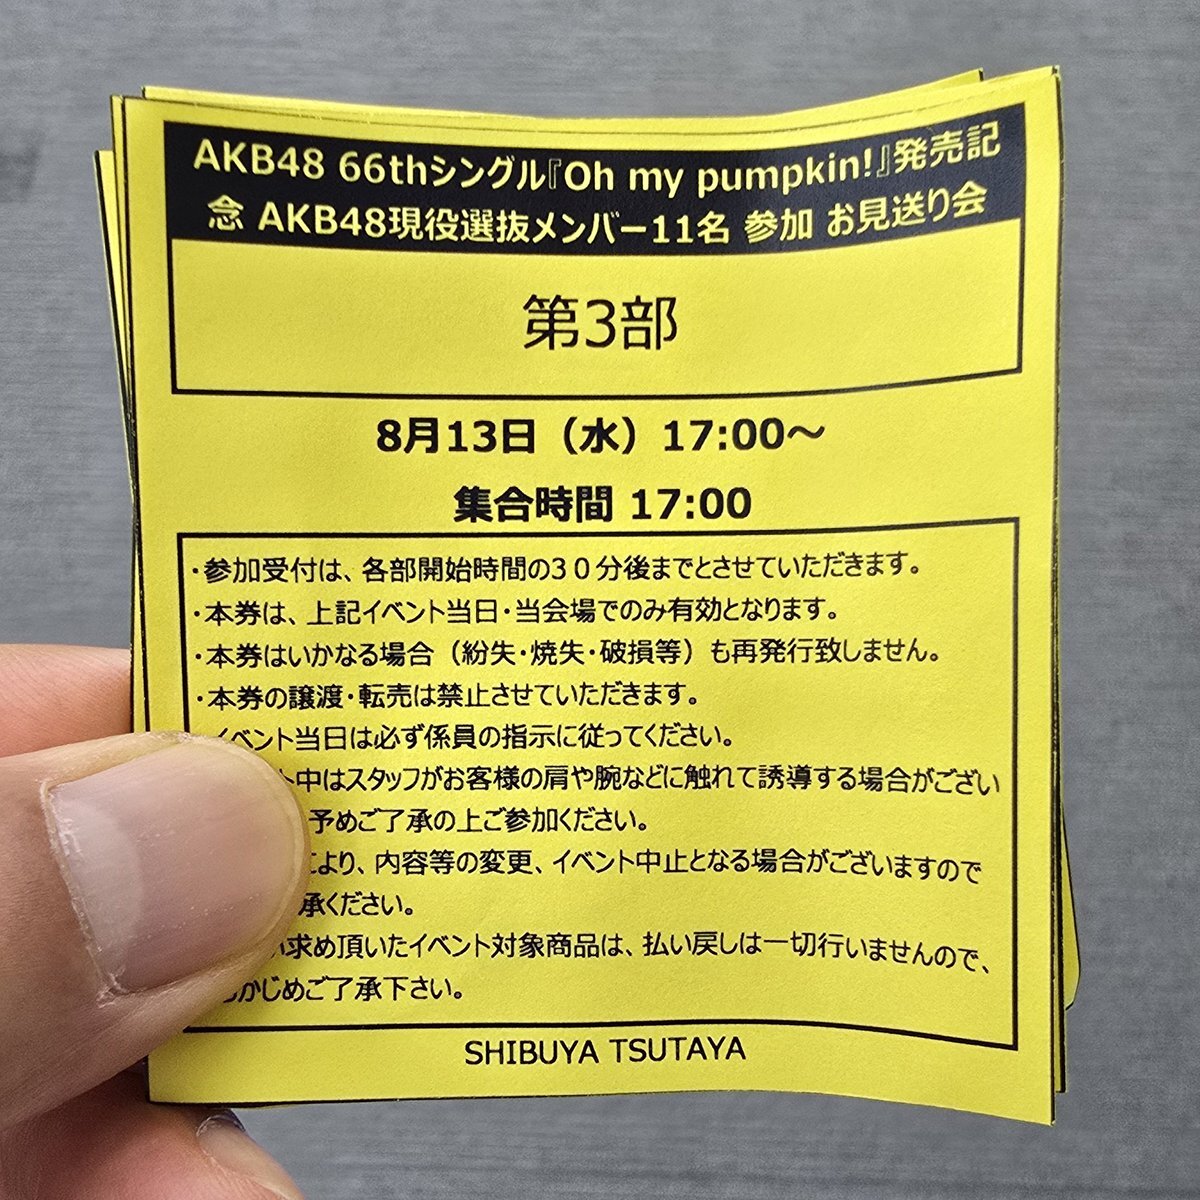 AKB48 66thシングル『Oh my pumpkin!』発売記
念 AKB48現役選抜メンバー11名 参加 お見送り会
第3部
8月13日（水）17:00～
集合時間 17:00
・参加受付は、各部開始時間の30分後までとさせていただきます。
・本券は、上記イベント当日・当会場でのみ有効となります。
・本券はいかなる場合（紛失・焼失・破損等）も再発行致しません。
・本券の譲渡・転売は禁止させていただきます。
イベント当日は必ず係員の指示に従ってください。
ト中はスタッフがお客様の肩や腕などに触れて誘導する場合がござい
予めご了承の上ご参加ください。
により、内容等の変更、イベント中止となる場合がございますので
承ください。
い求め頂いたイベント対象商品は、払い戻しは一切行いませんので、
かじめご了承下さい。
SHIBUYA TSUTAYA